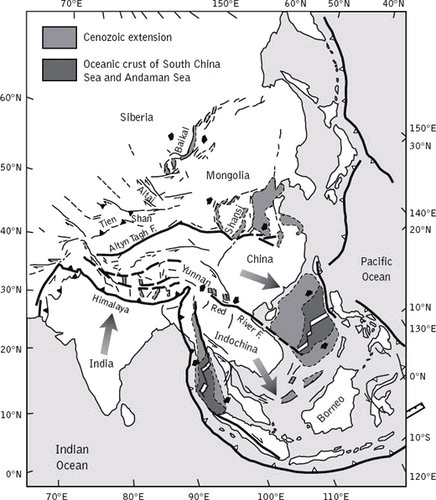 70°E 150°E 60°N 50°N 40°N
Cenozoic extension
Oceanic crust of South China
Sea and Andaman Sea
60°N
Siberia
150°E
30°N
Baikal
50°N
Mongolia
Altai
Shanxi
140°E
20°N
Tien Shan
Altyn Tagh F.
40°N
China
Pacific
Ocean
Yunnan
30°N
Himalaya
Red River F.
10°N
130°E
Indochina
India
20°N
0°N
Borneo
10°N
Indian
Ocean
10°S
0°N
120°E
70°E 80°E 90°E 100°E 110°E